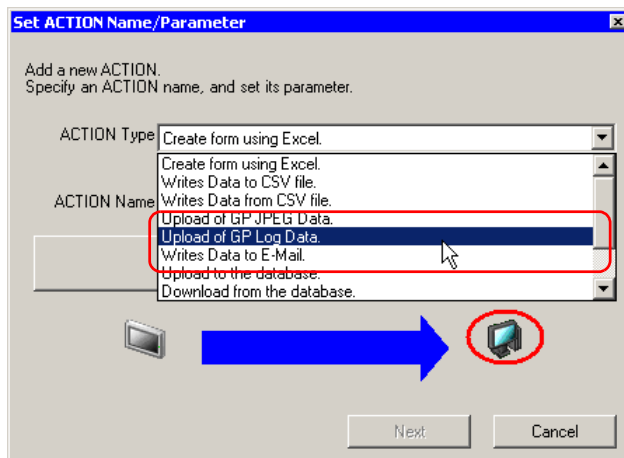 Set ACTION Name/Parameter
Add a new ACTION.
Specify an ACTION name, and set its parameter.
ACTION Type
Create form using Excel.
Create form using Excel.
Writes Data to CSV file.
ACTION Name
Writes Data from CSV file.
Upload of GP JPEG Data.
Upload of GP Log Data.
Writes Data to E-Mail.
Upload to the database.
Download from the database.
Next
Cancel